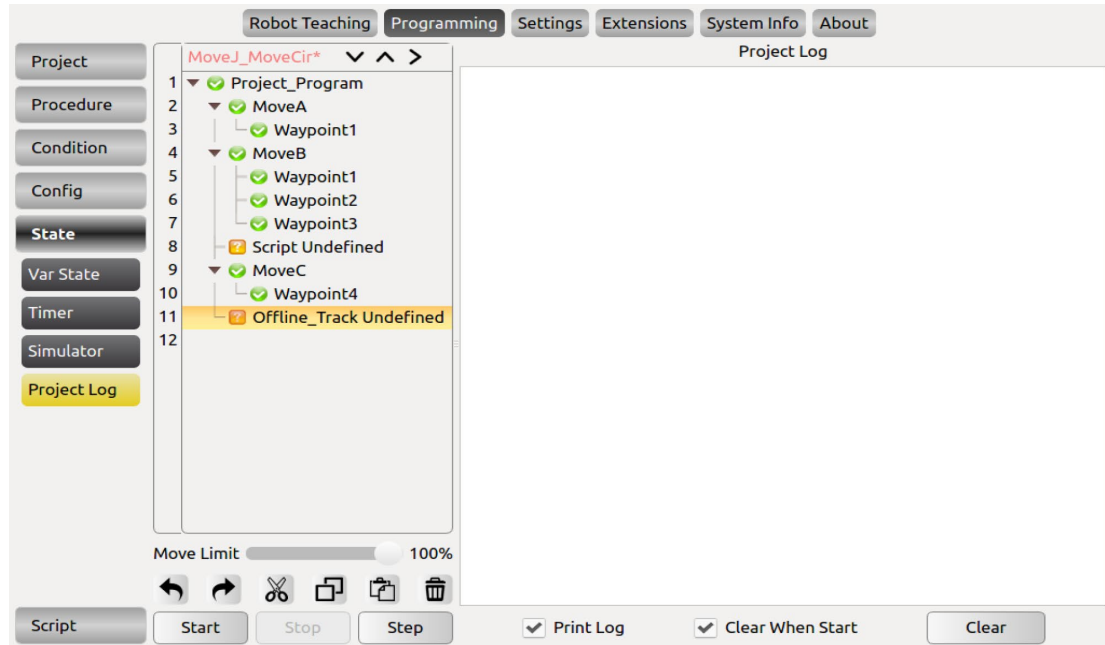 Robot Teaching Programming Settings Extensions System Info About
Project
Procedure
Condition
Config
State
Var State
Timer
Simulator
Project Log
Script
MoveJ_MoveCir*
1 Project_Program
2 MoveA
3 Waypoint1
4 MoveB
5 Waypoint1
6 Waypoint2
7 Waypoint3
8 Script Undefined
9 MoveC
10 Waypoint4
11 Offline_Track Undefined
12
Move Limit 100%
Start Stop Step
Project Log
Print Log Clear When Start Clear